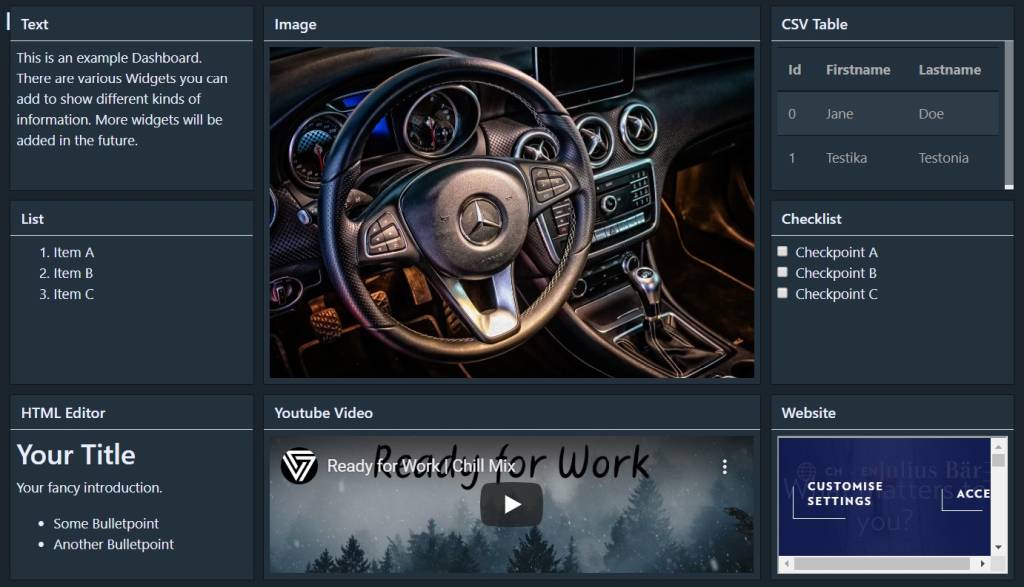 Text
This is an example Dashboard.
There are various Widgets you can
add to show different kinds of
information. More widgets will be
added in the future.
Image
CSV Table
Id Firstname Lastname
0 Jane Doe
1 Testika Testonia
List
1. Item A
2. Item B
3. Item C
Checklist
Checkpoint A
Checkpoint B
Checkpoint C
HTML Editor
Your Title
Your fancy introduction.
• Some Bulletpoint
• Another Bulletpoint
Youtube Video
Ready for Work
Ready for Work | Chill Mix
Website
CH - EN Julius Bär
CUSTOMISE
SETTINGS
ACCE
you?